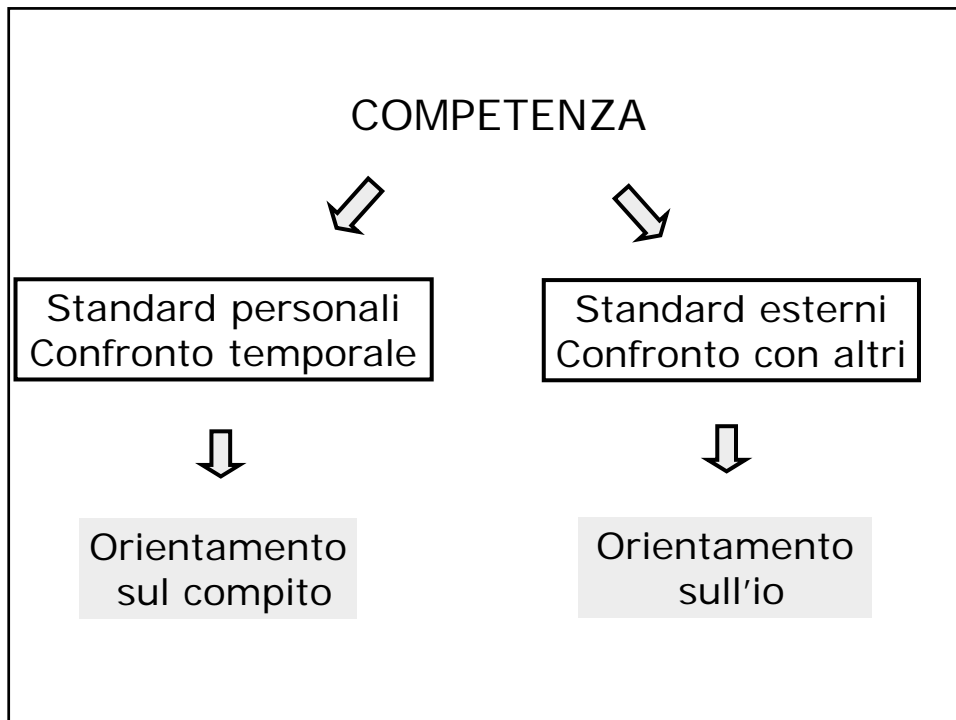 COMPETENZA
Standard personali
Confronto temporale
Standard esterni
Confronto con altri
Orientamento
sul compito
Orientamento
sull'io